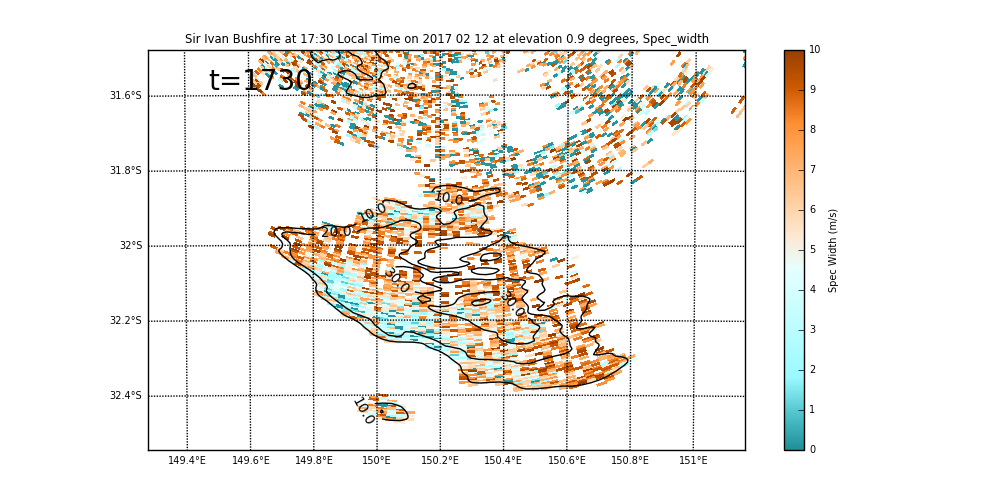 Sir Ivan Bushfire at 17:30 Local Time on 2017 02 12 at elevation 0.9 degrees, Spec_width
t=1730
31.6°S
31.8°S
32°S
32.2°S
32.4°S
149.4°E 149.6°E 149.8°E 150°E 150.2°E 150.4°E 150.6°E 150.8°E 151°E
10.0
10.0
20.0
10.0
10
9
8
7
6
5
4
3
2
1
0
Spec Width (m/s)